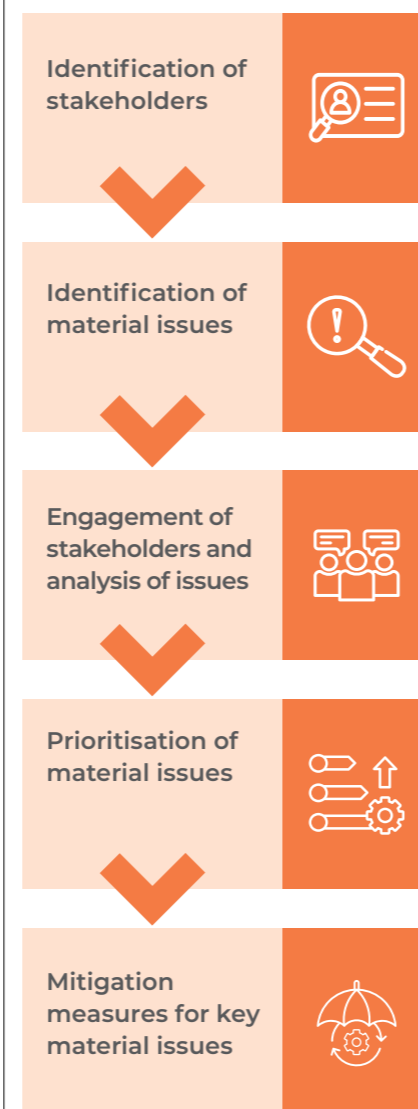 Identification of
stakeholders
Identification of
material issues
Engagement of
stakeholders and
analysis of issues
Prioritisation of
material issues
Mitigation
measures for key
material issues